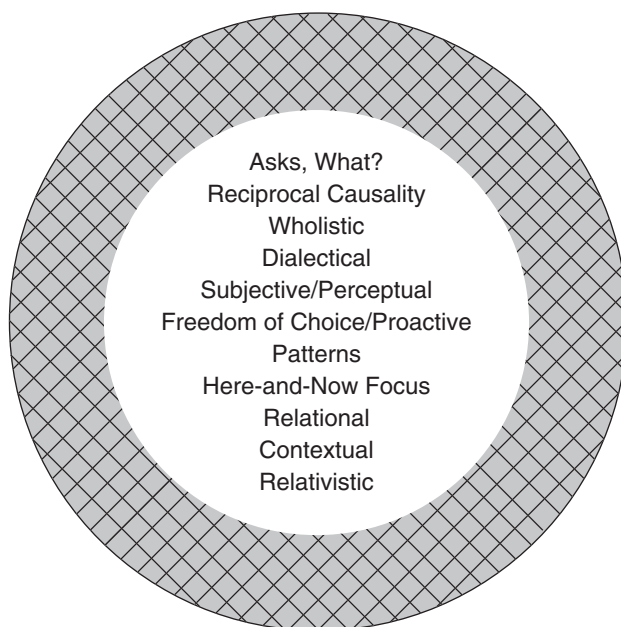 Asks, What?
Reciprocal Causality
Wholistic
Dialectical
Subjective/Perceptual
Freedom of Choice/Proactive
Patterns
Here-and-Now Focus
Relational
Contextual
Relativistic